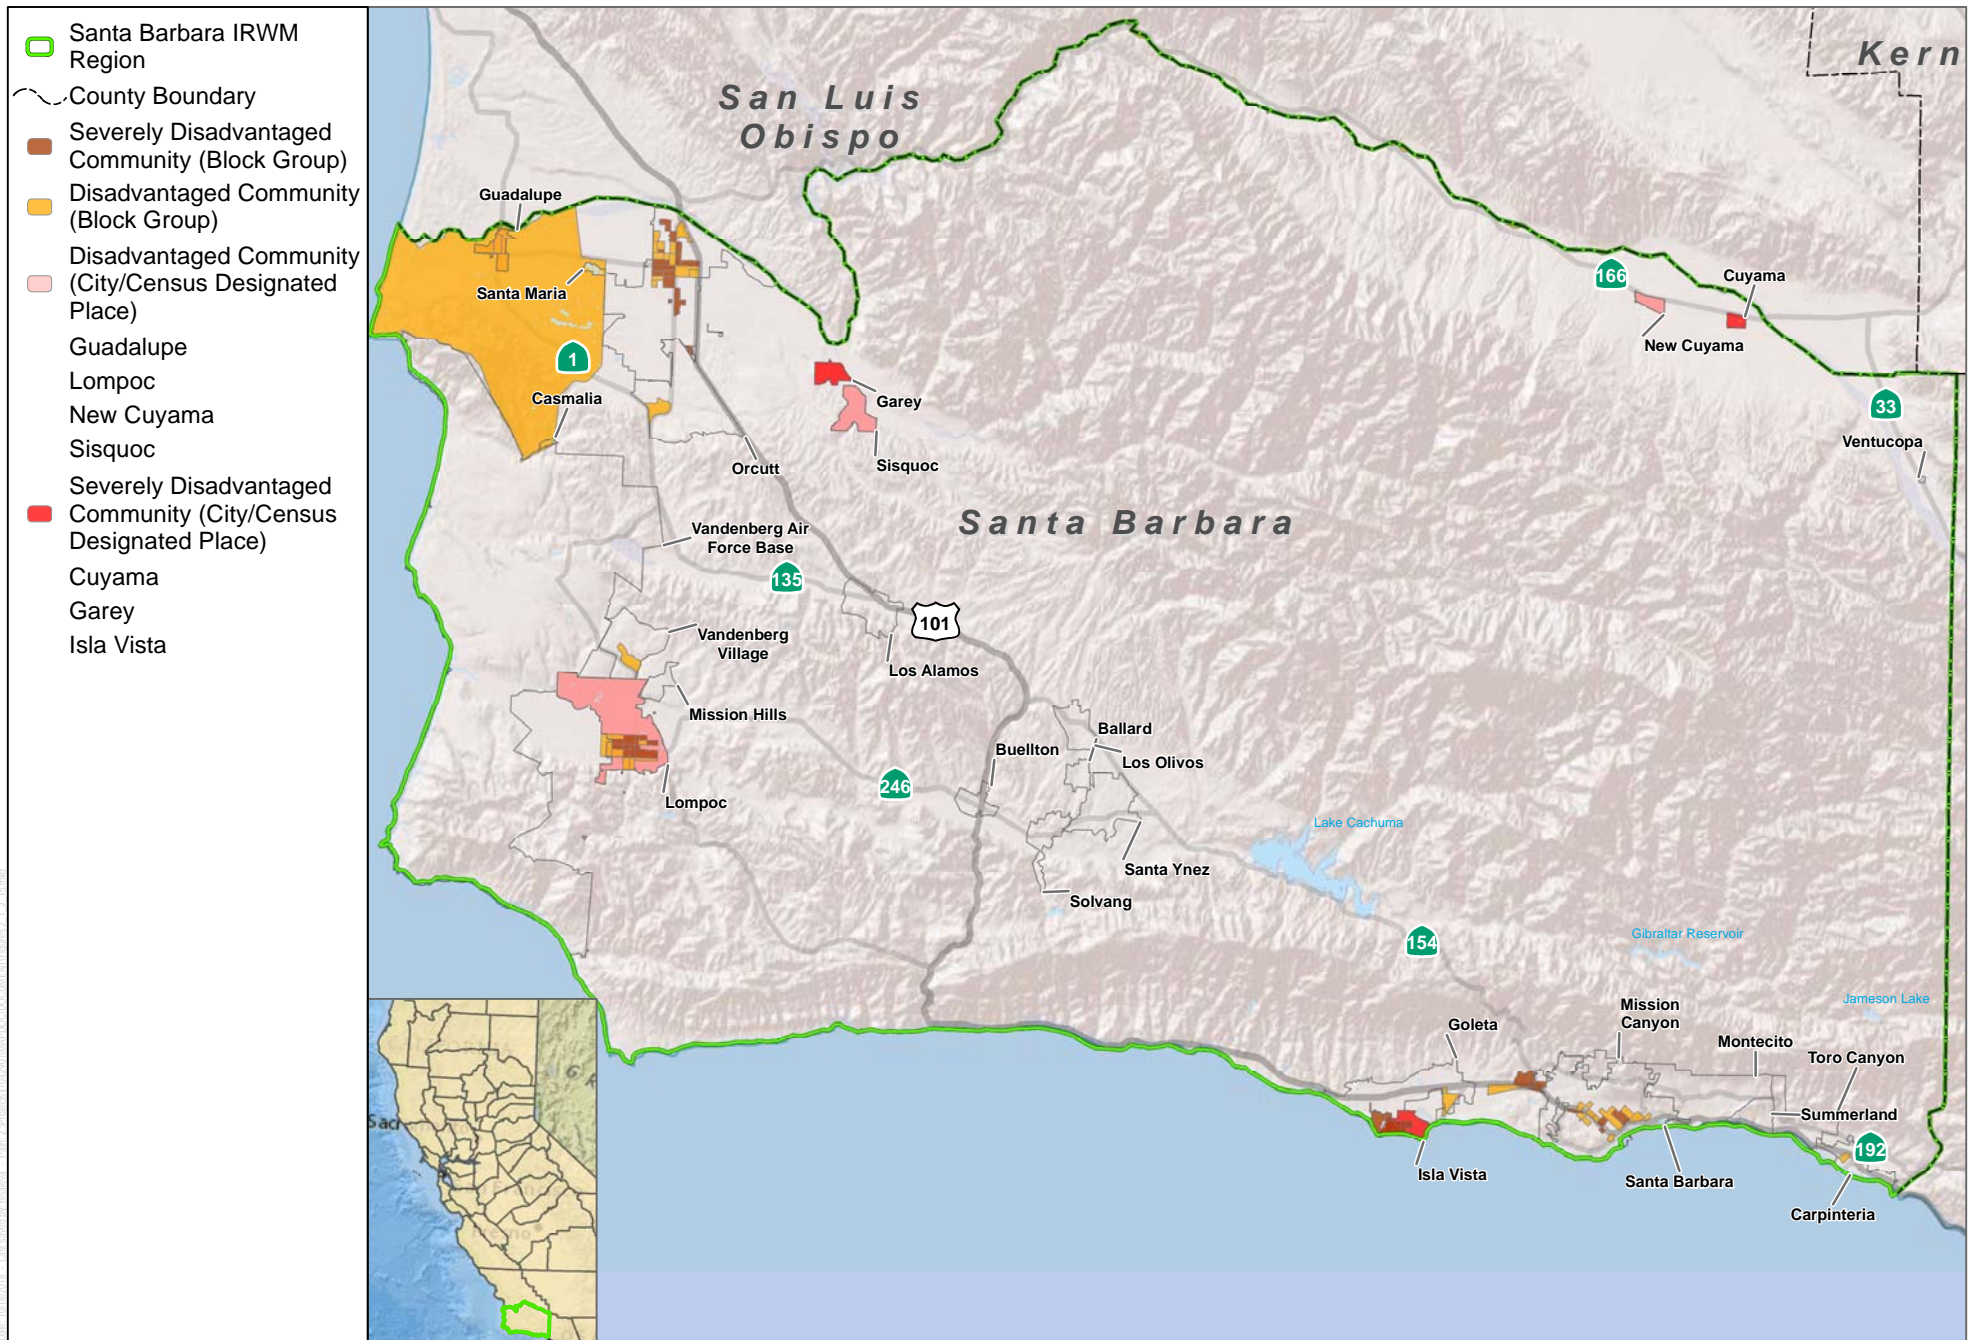 Santa Barbara IRWM
Region
County Boundary
Severely Disadvantaged
Community (Block Group)
Disadvantaged Community
(Block Group)
Disadvantaged Community
(City/Census Designated
Place)
Guadalupe
Lompoc
New Cuyama
Sisquoc
Severely Disadvantaged
Community (City/Census
Designated Place)
Cuyama
Garey
Isla Vista
Kern
San Luis
Obispo
Guadalupe
Santa Maria
1
Casmalia
Orcutt
Garey
Sisquoc
166
Cuyama
New Cuyama
33
Ventucopa
Santa Barbara
Vandenberg Air
Force Base
135
101
Vandenberg
Village
Los Alamos
Mission Hills
Lompoc
246
Buellton
Ballard
Los Olivos
Santa Ynez
Solvang
Lake Cachuma
154
Gibraltar Reservoir
Jameson Lake
Goleta
Mission
Canyon
Montecito
Toro Canyon
Summerland
192
Isla Vista
Santa Barbara
Carpinteria